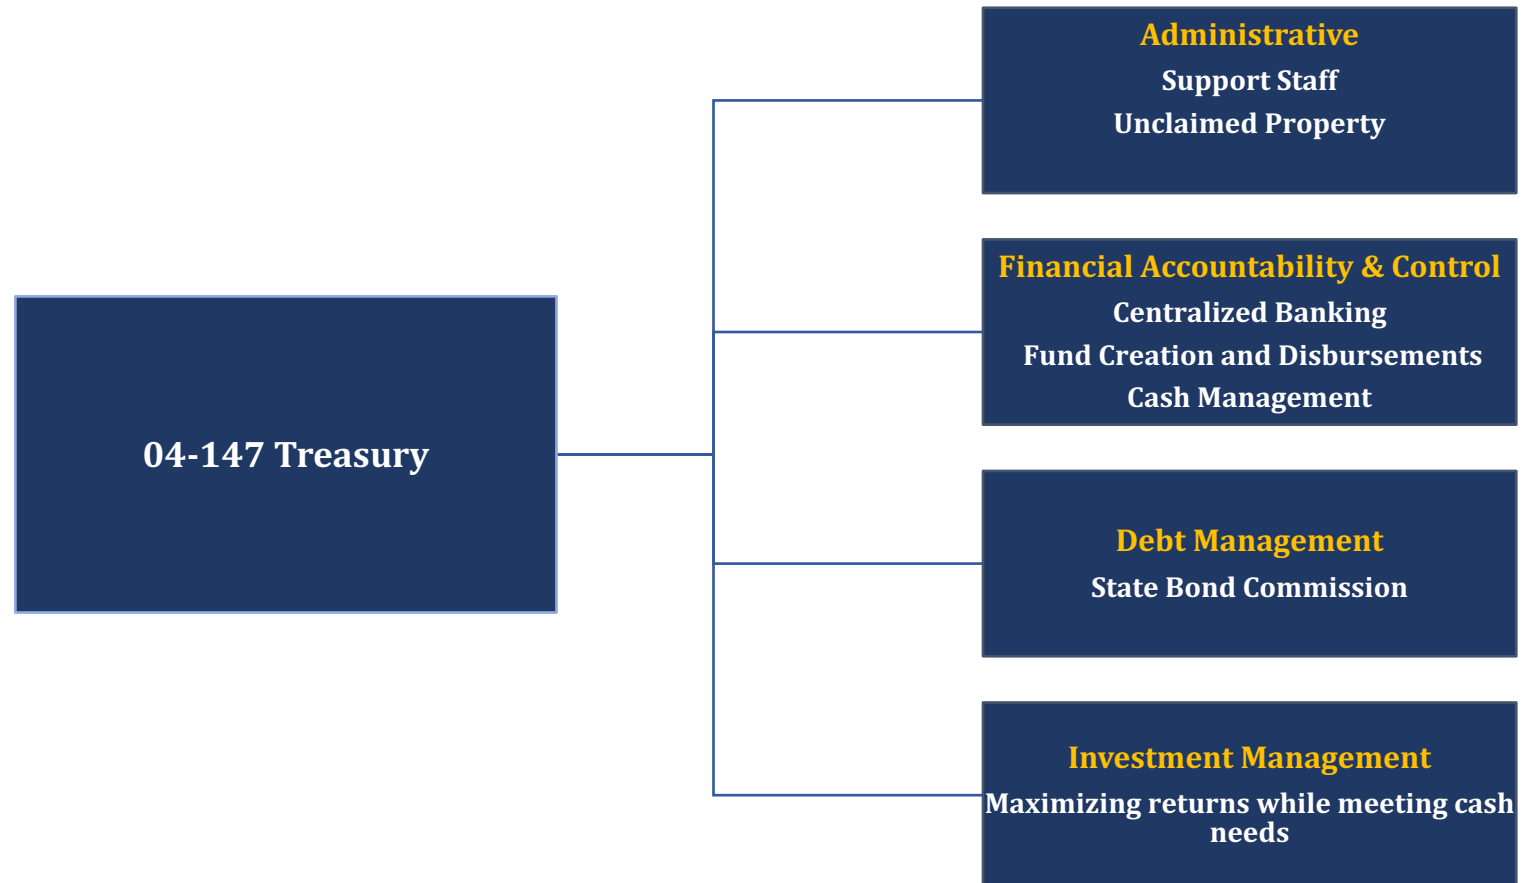 04-147 Treasury
Administrative
Support Staff
Unclaimed Property
Financial Accountability & Control
Centralized Banking
Fund Creation and Disbursements
Cash Management
Debt Management
State Bond Commission
Investment Management
Maximizing returns while meeting cash
needs